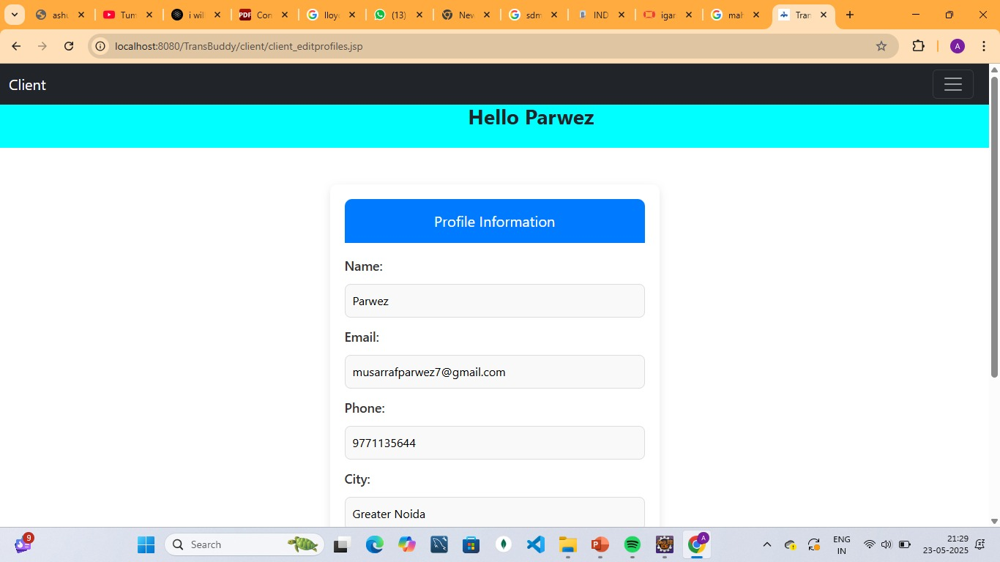 ashu
Tum
i wil
PDF
Con
lloy
(13)
New
sdm
IND
igar
mah
Tran
localhost:8080/TransBuddy/client/client_editprofiles.jsp
A
Client
Hello Parwez
Profile Information
Name:
Parwez
Email:
musarrafparwez7@gmail.com
Phone:
9771135644
City:
Greater Noida
9
Search
A
ENG
IN
21:29
23-05-2025